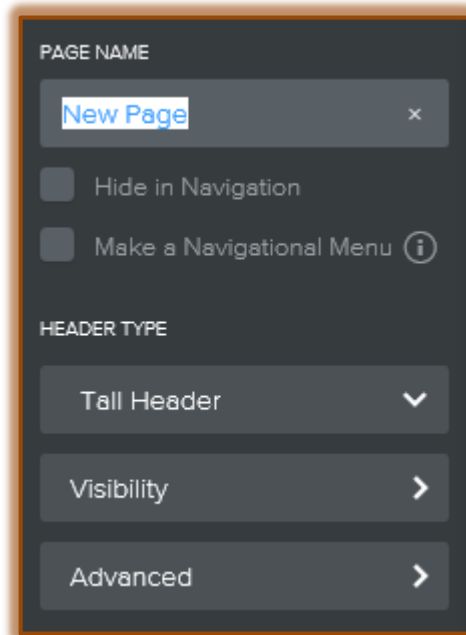 PAGE NAME
New Page ×
Hide in Navigation
Make a Navigational Menu
HEADER TYPE
Tall Header
Visibility
Advanced